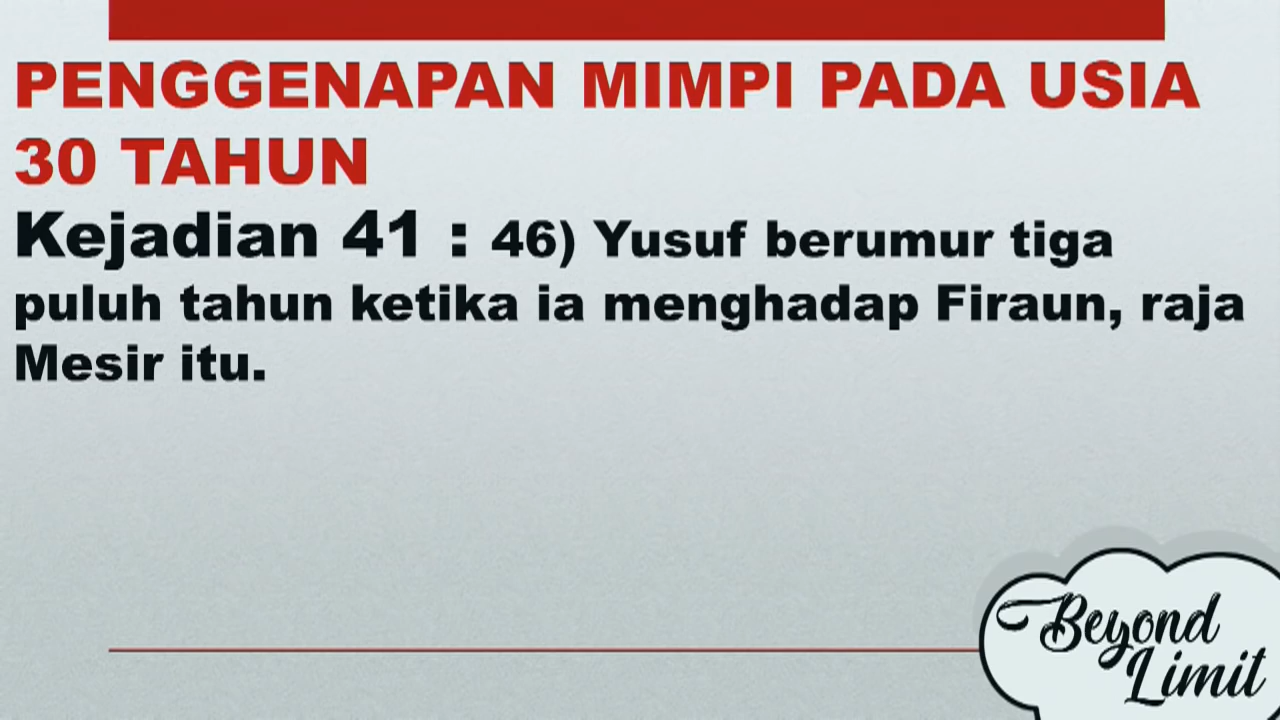 PENGGENAPAN MIMPI PADA USIA
30 TAHUN
Kejadian 41 : 46) Yusuf berumur tiga
puluh tahun ketika ia menghadap Firaun, raja
Mesir itu.
Beyond
Limit